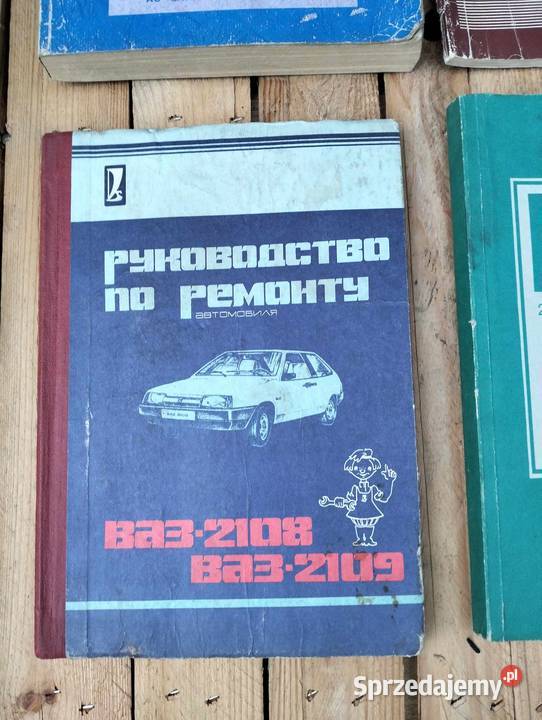 РУКОВОДСТВО
ПО РЕМОНТУ
АВТОМОБИЛЯ
ВАЗ-2108
ВАЗ-2109
Sprzedajemy.pl